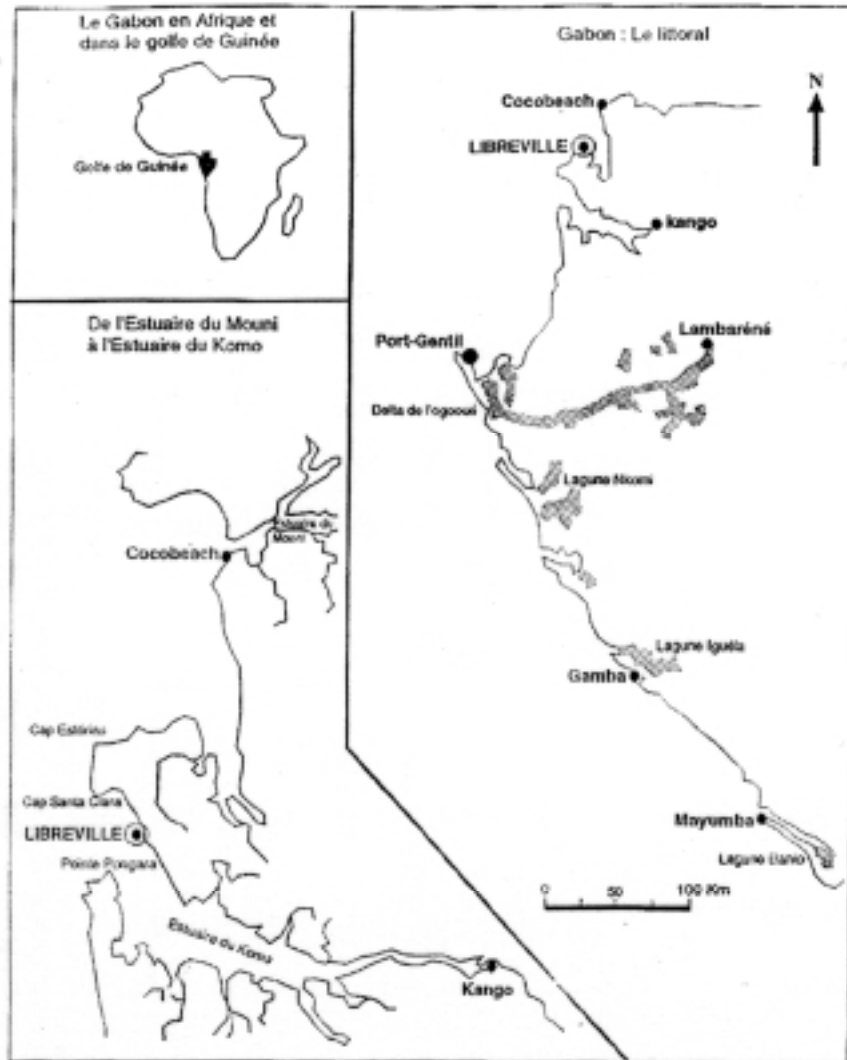 Le Gabon en Afrique et
dans le golfe de Guinée
Golfe de Guinée
De l'Estuaire du Mouni
à l'Estuaire du Komo
Estuaire du
Mouni
Cocobeach
Cap Estérias
Cap Santa Clara
LIBREVILLE
Pointe Pongara
Estuaire du Komo
Kango
Gabon : Le littoral
N
Cocobeach
LIBREVILLE
kango
Lambaréné
Port-Gentil
Delta de l'ogooué
Lagune Nkomi
Lagune Iguéla
Gamba
Mayumba
Lagune Banio
0 50 100 Km